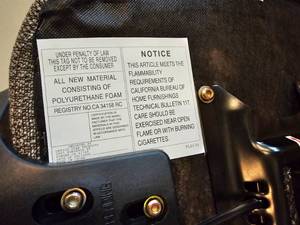 UNDER PENALTY OF LAW
THIS TAG NOT TO BE REMOVED
EXCEPT BY THE CONSUMER
ALL NEW MATERIAL
CONSISTING OF
POLYURETHANE FOAM
REGISTRY NO. CA 34158 RC
NOTICE
THIS ARTICLE MEETS THE
FLAMMABILITY
REQUIREMENTS OF
CALIFORNIA BUREAU OF
HOME FURNISHINGS
TECHNICAL BULLETIN 117
CARE SHOULD BE
EXERCISED NEAR OPEN
FLAME OR WITH BURNING
CIGARETTES.